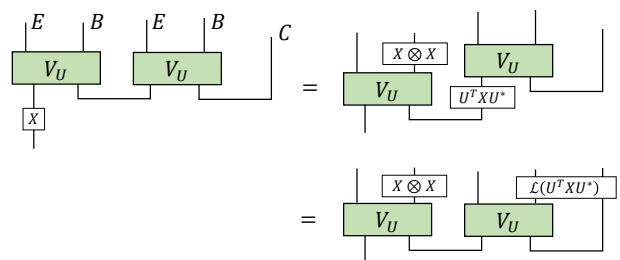 E B E B C
V_U V_U
X
=
X ⊗ X
V_U V_U
U^T X U^*
=
X ⊗ X ℒ(U^T X U^*)
V_U V_U